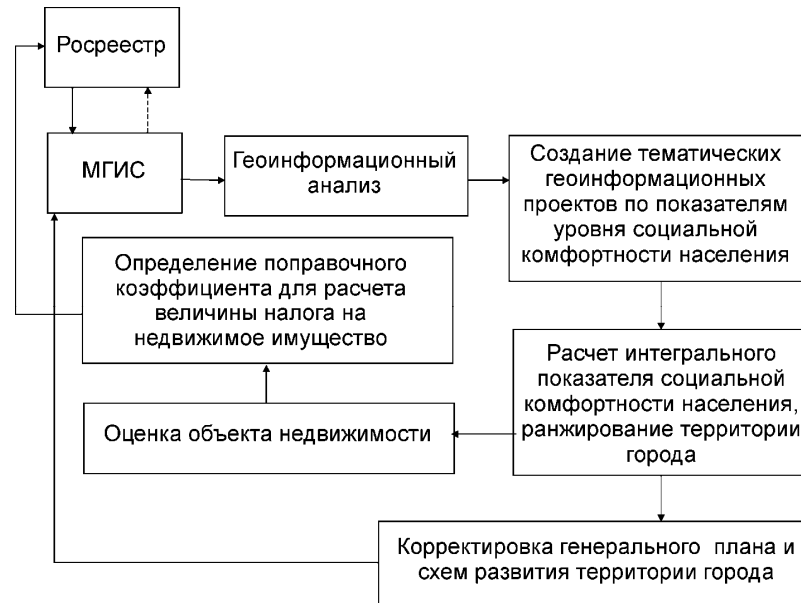 Росреестр
МГИС
Геоинформационный
анализ
Создание тематических
геоинформационных
проектов по показателям
уровня социальной
комфортности населения
Определение поправочного
коэффициента для расчета
величины налога на
недвижимое имущество
Расчет интегрального
показателя социальной
комфортности населения,
ранжирование территории
города
Оценка объекта недвижимости
Корректировка генерального плана и
схем развития территории города